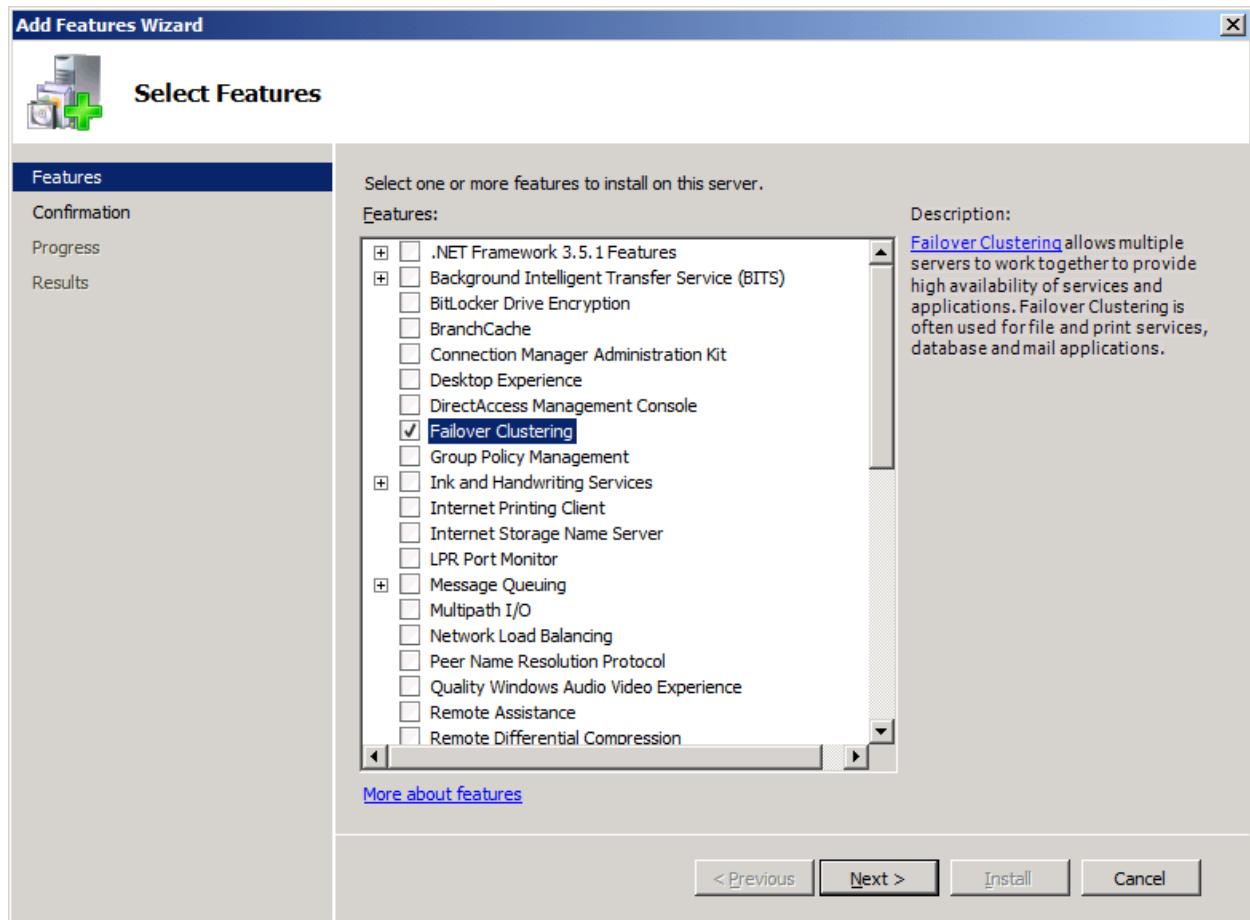 Add Features Wizard
Select Features
Features
Confirmation
Progress
Results
Select one or more features to install on this server.
Features:
.NET Framework 3.5.1 Features
Background Intelligent Transfer Service (BITS)
BitLocker Drive Encryption
BranchCache
Connection Manager Administration Kit
Desktop Experience
DirectAccess Management Console
Failover Clustering
Group Policy Management
Ink and Handwriting Services
Internet Printing Client
Internet Storage Name Server
LPR Port Monitor
Message Queuing
Multipath I/O
Network Load Balancing
Peer Name Resolution Protocol
Quality Windows Audio Video Experience
Remote Assistance
Remote Differential Compression
More about features
Description:
Failover Clustering allows multiple
servers to work together to provide
high availability of services and
applications. Failover Clustering is
often used for file and print services,
database and mail applications.
< Previous
Next >
Install
Cancel